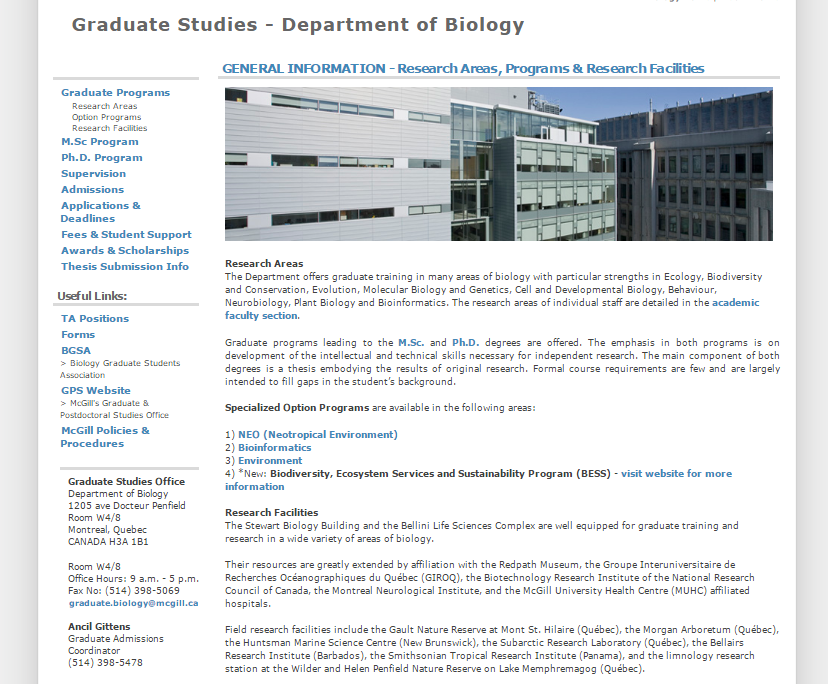 Graduate Studies - Department of Biology
Graduate Programs
Research Areas
Option Programs
Research Facilities
M.Sc Program
Ph.D. Program
Supervision
Admissions
Applications &
Deadlines
Fees & Student Support
Awards & Scholarships
Thesis Submission Info
Useful Links:
TA Positions
Forms
BGSA
> Biology Graduate Students
Association
GPS Website
> McGill's Graduate &
Postdoctoral Studies Office
McGill Policies &
Procedures
Graduate Studies Office
Department of Biology
1205 ave Docteur Penfield
Room W4/8
Montreal, Quebec
CANADA H3A 1B1
Room W4/8
Office Hours: 9 a.m. - 5 p.m.
Fax No: (514) 398-5069
graduate.biology@mcgill.ca
Ancil Gittens
Graduate Admissions
Coordinator
(514) 398-5478
GENERAL INFORMATION - Research Areas, Programs & Research Facilities
Research Areas
The Department offers graduate training in many areas of biology with particular strengths in Ecology, Biodiversity
and Conservation, Evolution, Molecular Biology and Genetics, Cell and Developmental Biology, Behaviour,
Neurobiology, Plant Biology and Bioinformatics. The research areas of individual staff are detailed in the academic
faculty section.
Graduate programs leading to the M.Sc. and Ph.D. degrees are offered. The emphasis in both programs is on
development of the intellectual and technical skills necessary for independent research. The main component of both
degrees is a thesis embodying the results of original research. Formal course requirements are few and are largely
intended to fill gaps in the student's background.
Specialized Option Programs are available in the following areas:
1) NEO (Neotropical Environment)
2) Bioinformatics
3) Environment
4) *New: Biodiversity, Ecosystem Services and Sustainability Program (BESS) - visit website for more
information
Research Facilities
The Stewart Biology Building and the Bellini Life Sciences Complex are well equipped for graduate training and
research in a wide variety of areas of biology.
Their resources are greatly extended by affiliation with the Redpath Museum, the Groupe Interuniversitaire de
Recherches Océanographiques du Québec (GIROQ), the Biotechnology Research Institute of the National Research
Council of Canada, the Montreal Neurological Institute, and the McGill University Health Centre (MUHC) affiliated
hospitals.
Field research facilities include the Gault Nature Reserve at Mont St. Hilaire (Québec), the Morgan Arboretum (Québec),
the Huntsman Marine Science Centre (New Brunswick), the Subarctic Research Laboratory (Québec), the Bellairs
Research Institute (Barbados), the Smithsonian Tropical Research Institute (Panama), and the limnology research
station at the Wilder and Helen Penfield Nature Reserve on Lake Memphremagog (Québec).